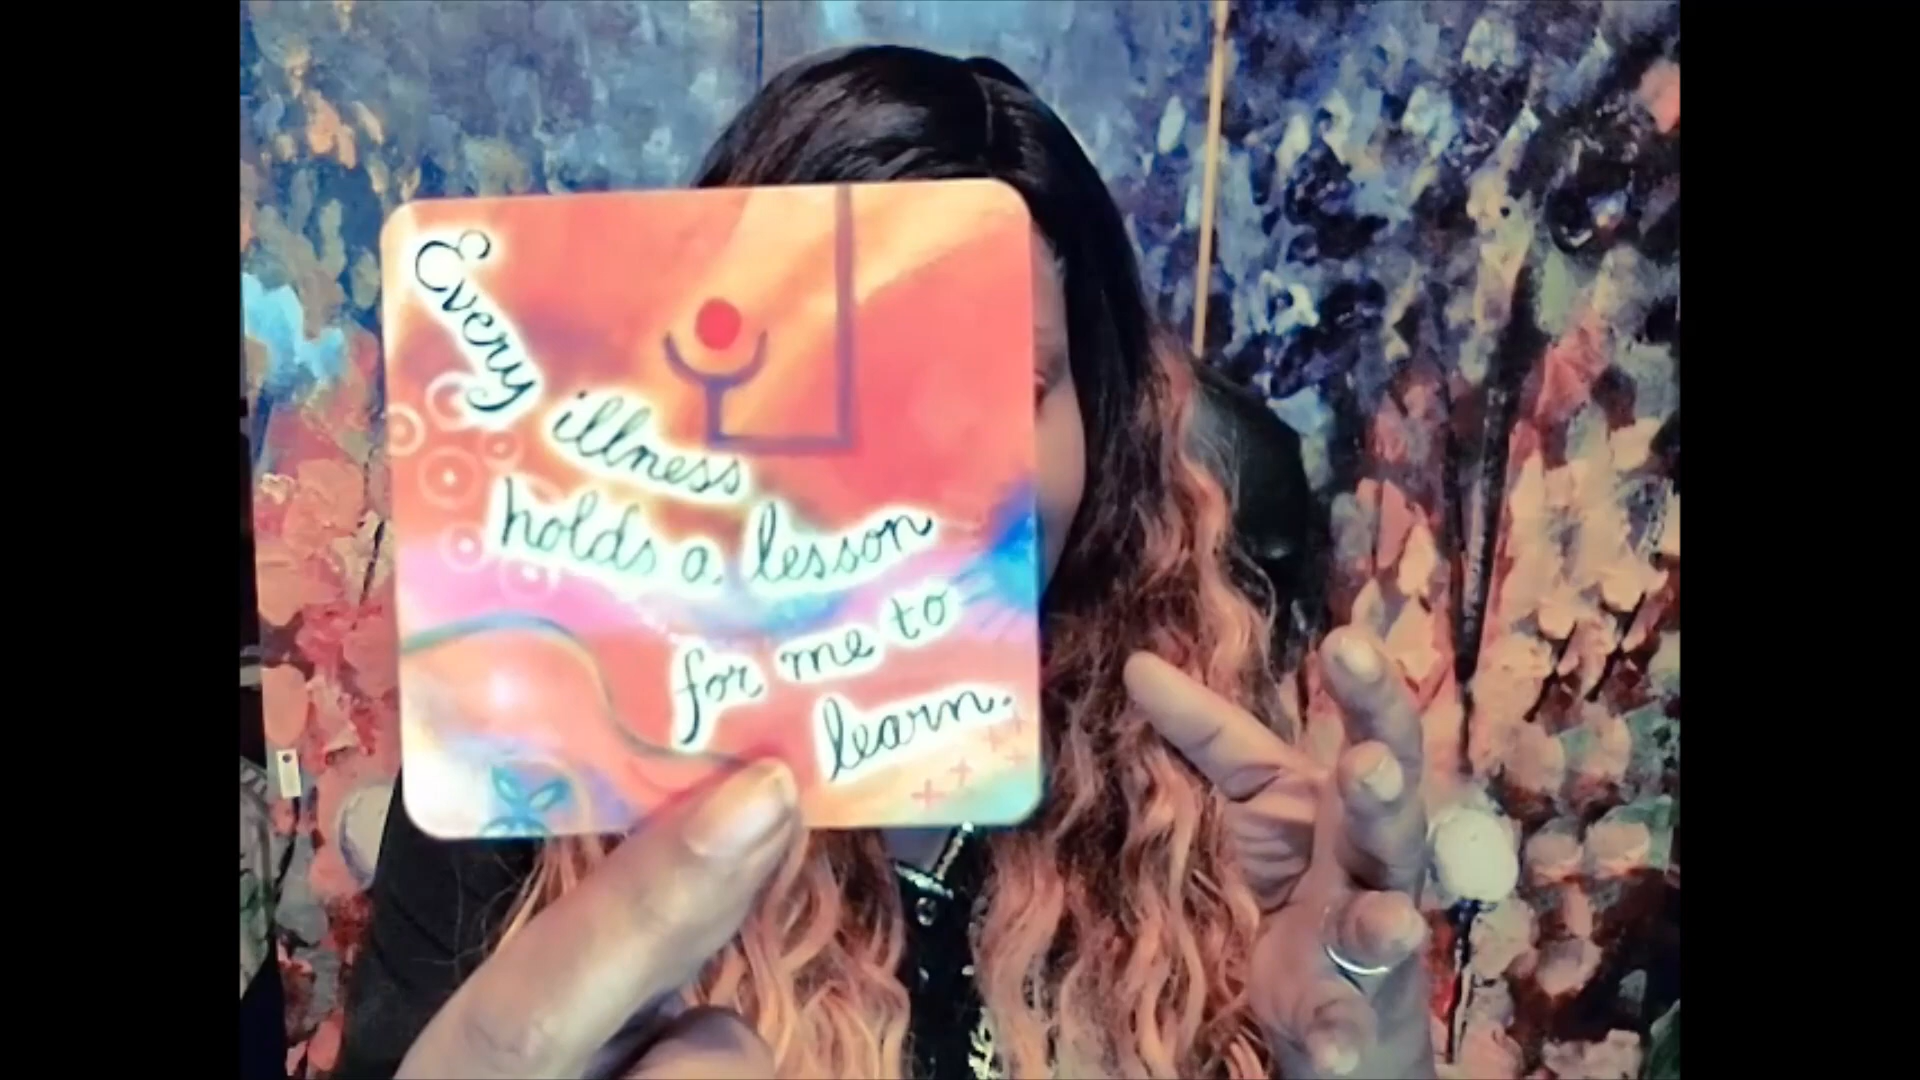 Every
illness
holds a lesson
for me to
learn.